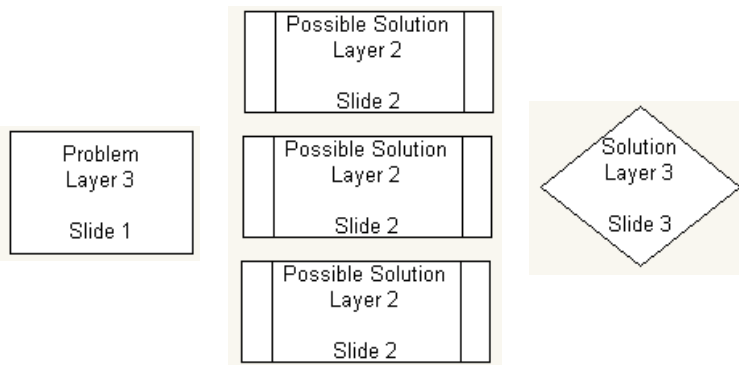 Problem
Layer 3
Slide 1
Possible Solution
Layer 2
Slide 2
Possible Solution
Layer 2
Slide 2
Possible Solution
Layer 2
Slide 2
Solution
Layer 3
Slide 3